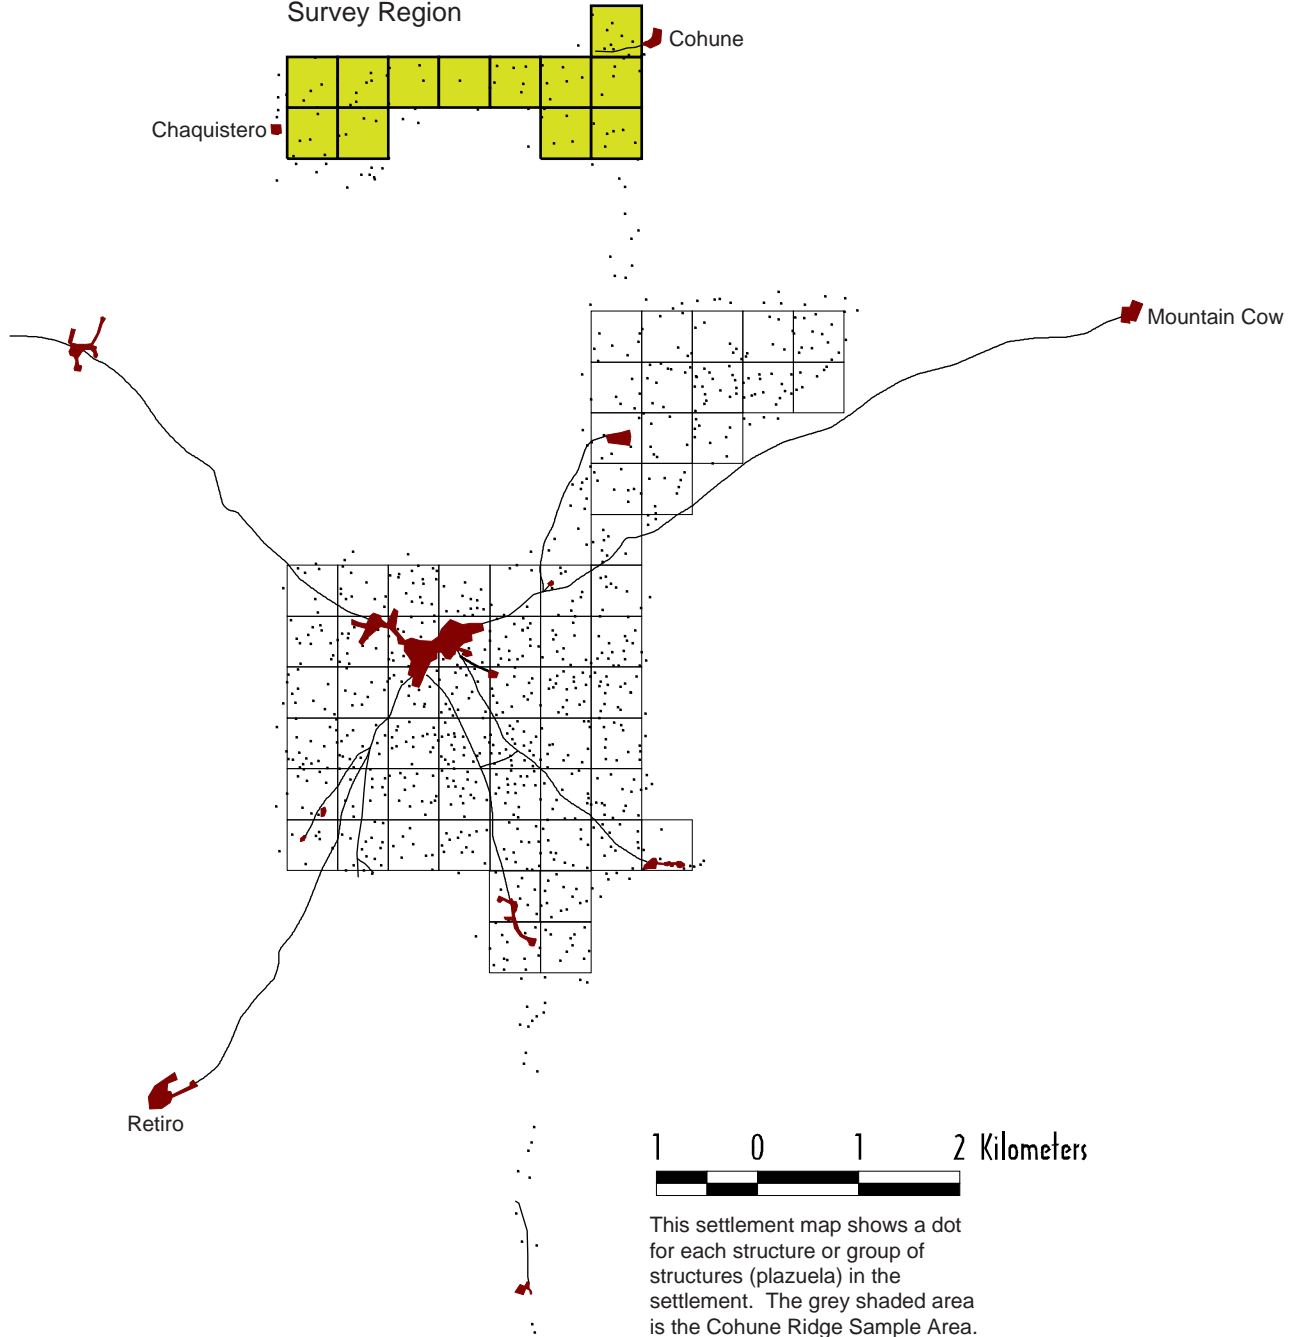 Survey Region
Cohune
Chaquistero
Mountain Cow
Retiro
1 0 1 2 Kilometers
This settlement map shows a dot
for each structure or group of
structures (plazuela) in the
settlement. The grey shaded area
is the Cohune Ridge Sample Area.